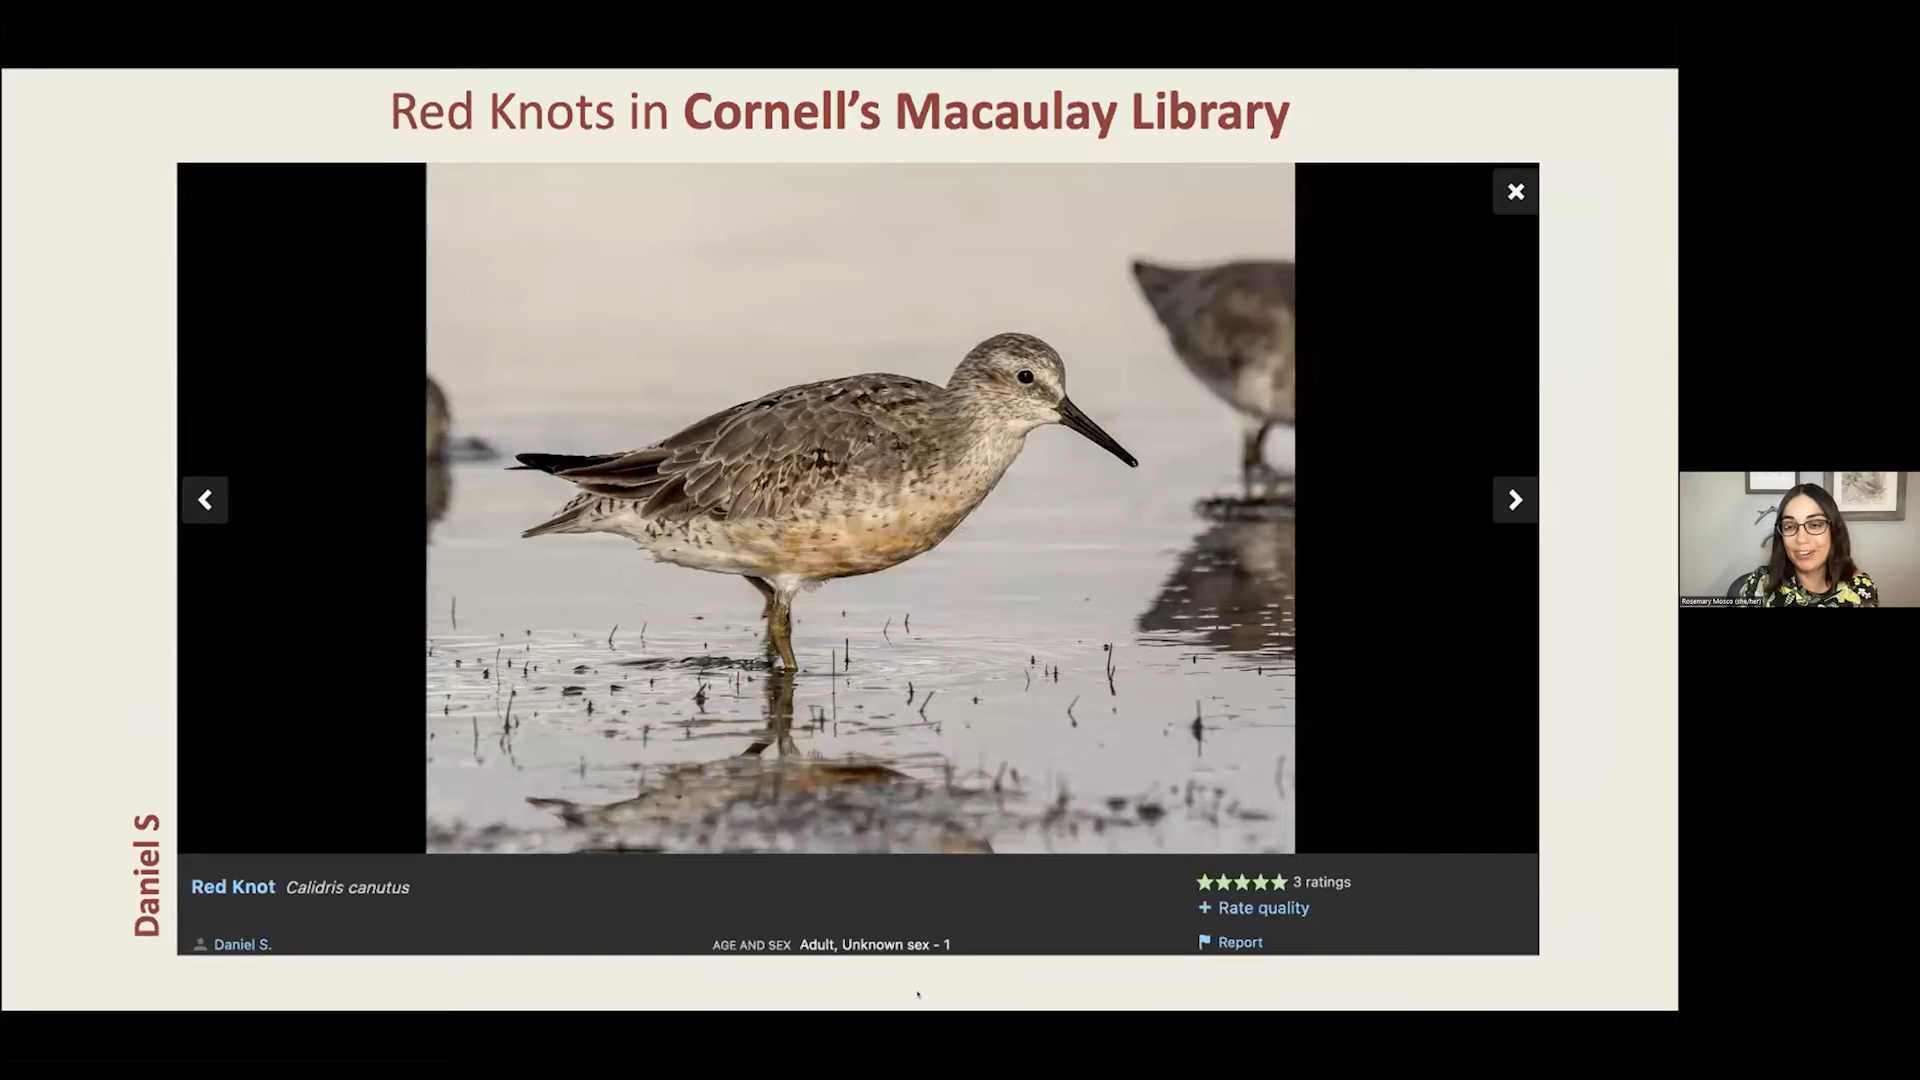 Red Knots in Cornell's Macaulay Library
Daniel S
Red Knot Calidris canutus
3 ratings
+ Rate quality
Daniel S.
AGE AND SEX Adult, Unknown sex - 1
Report
Rosemary Mosco (she/her)